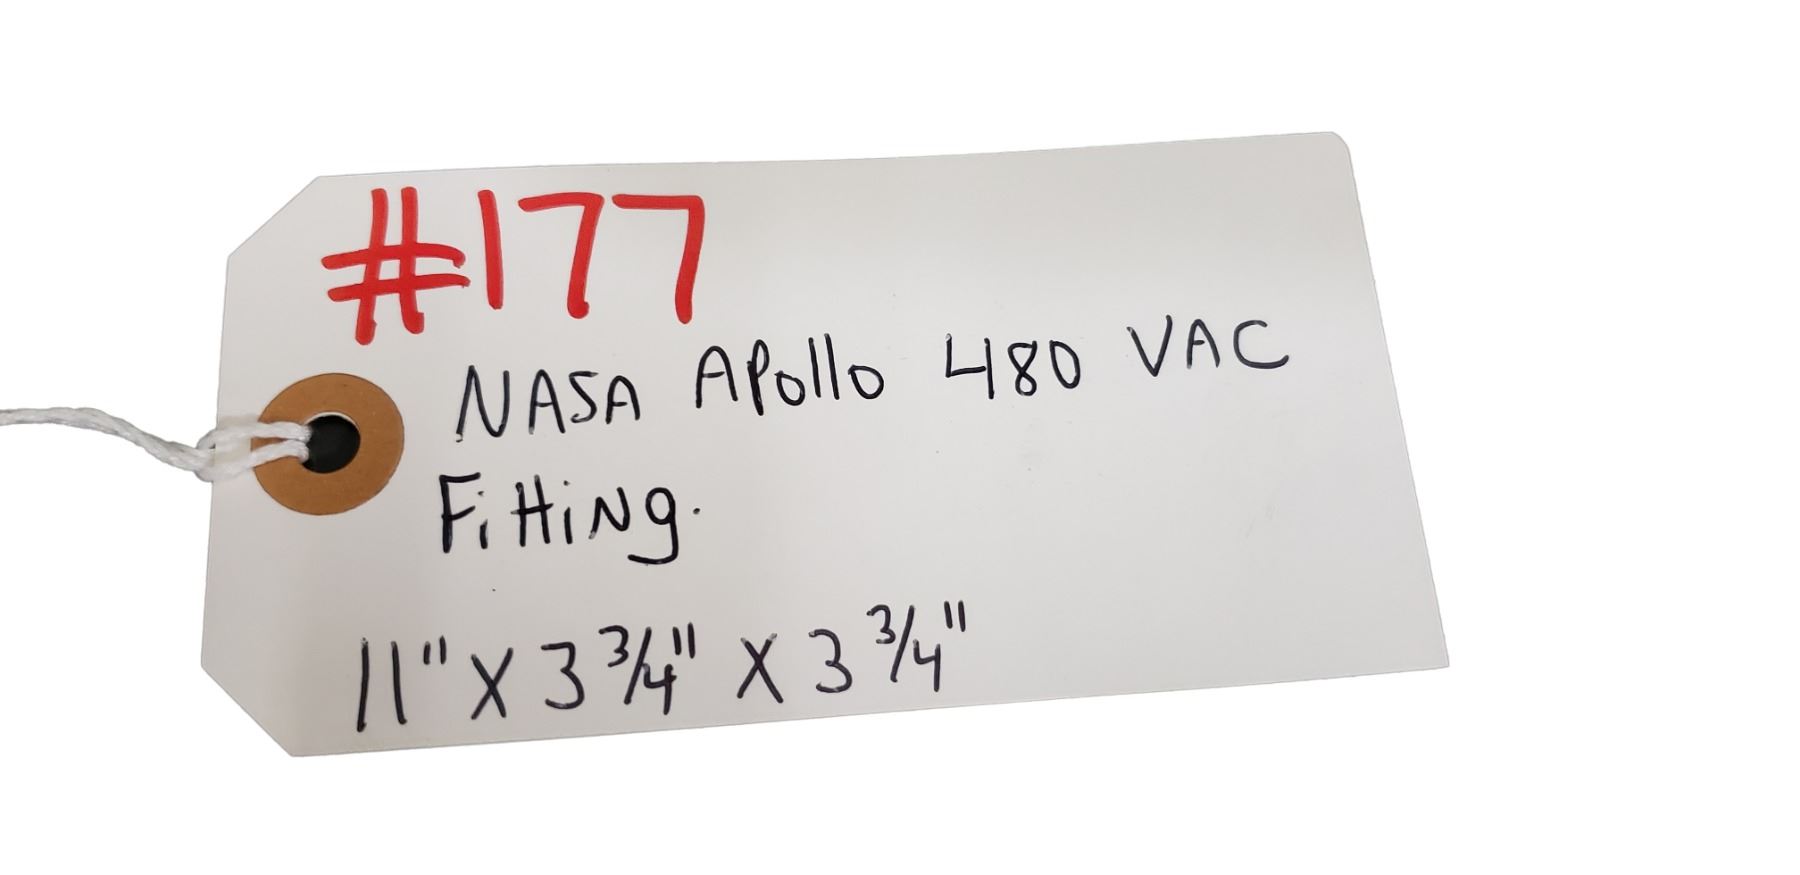 #177
NASA Apollo 480 VAC
Fitting.
11" X 3 3/4" X 3 3/4"